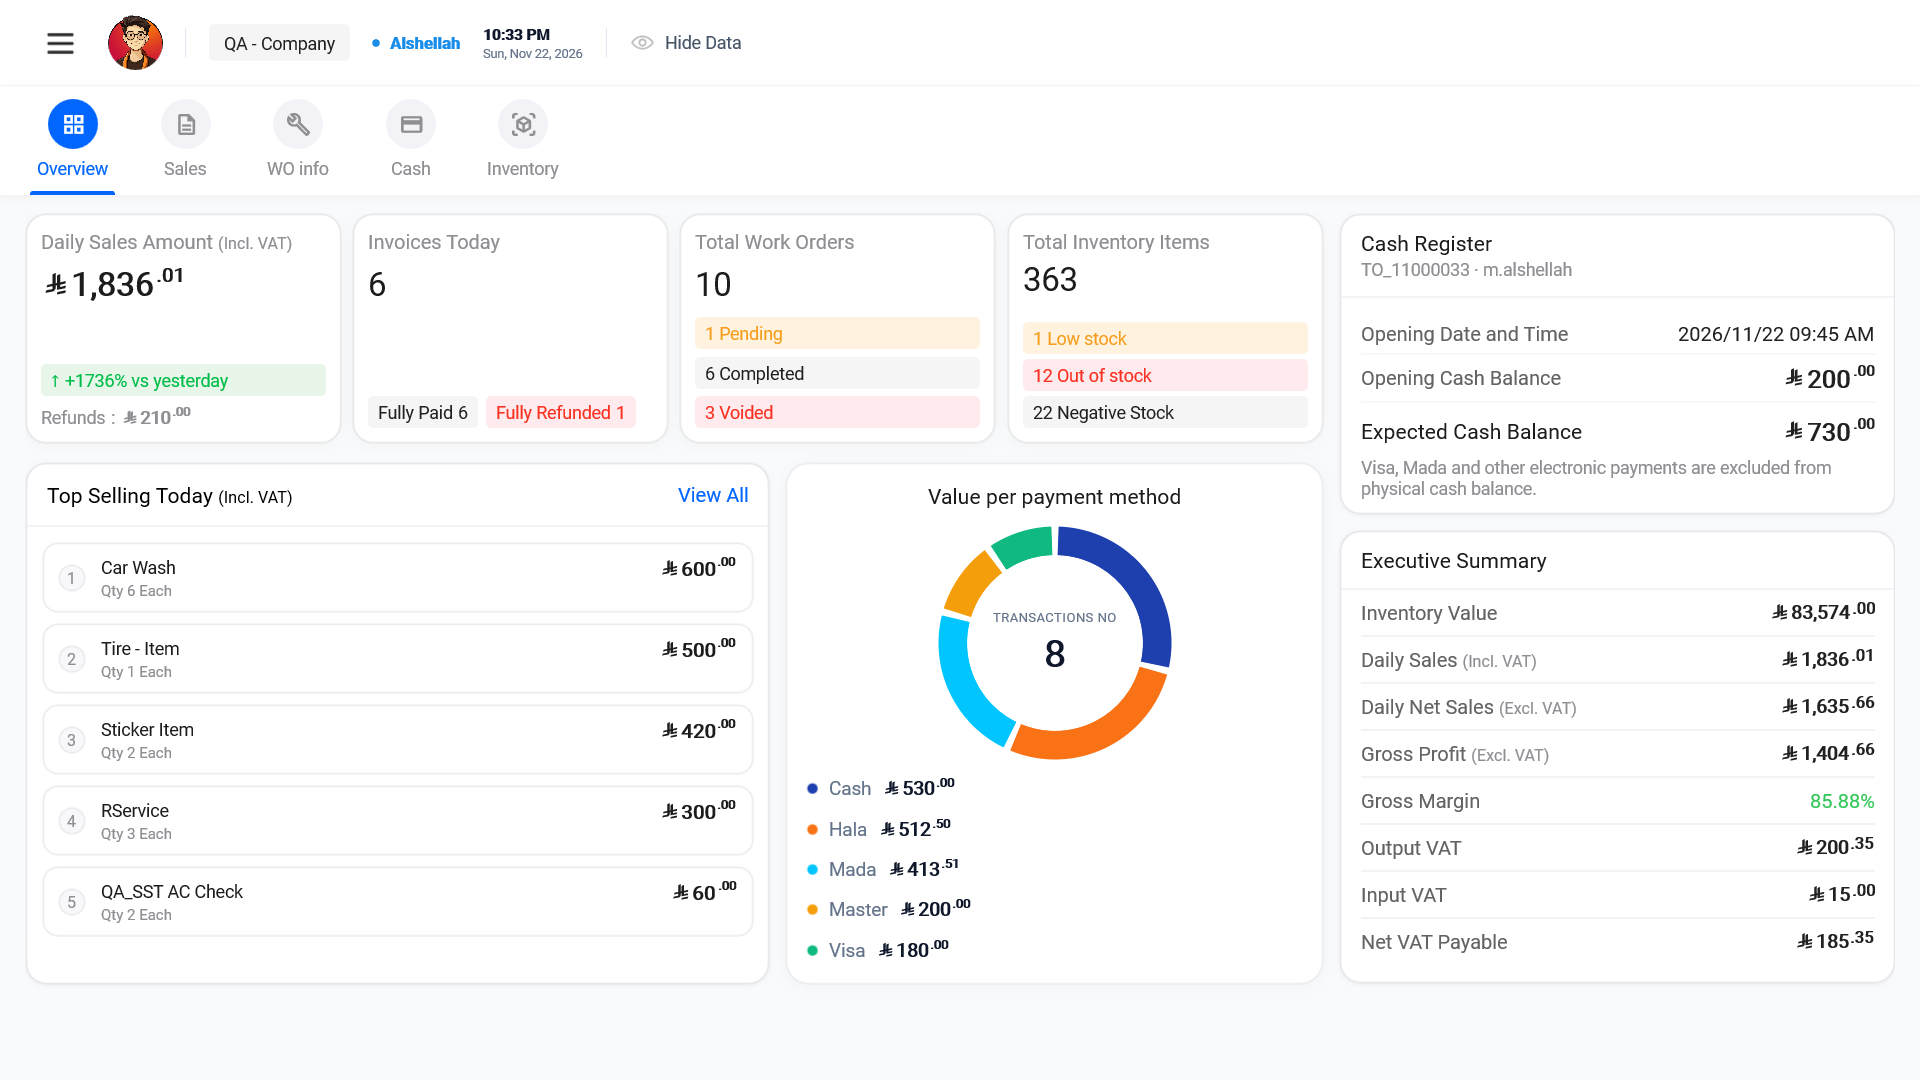 QA - Company
Alshellah
10:33 PM
Sun, Nov 22, 2026
Hide Data
Overview
Sales
WO info
Cash
Inventory
Daily Sales Amount (Incl. VAT)
⃁ 1,836.01
↑ +1736% vs yesterday
Refunds : ⃁ 210.00
Invoices Today
6
Fully Paid 6
Fully Refunded 1
Total Work Orders
10
1 Pending
6 Completed
3 Voided
Total Inventory Items
363
1 Low stock
12 Out of stock
22 Negative Stock
Cash Register
TO_11000033 · m.alshellah
Opening Date and Time 2026/11/22 09:45 AM
Opening Cash Balance ⃁ 200.00
Expected Cash Balance ⃁ 730.00
Visa, Mada and other electronic payments are excluded from
physical cash balance.
Top Selling Today (Incl. VAT)
View All
1 Car Wash ⃁ 600.00
Qty 6 Each
2 Tire - Item ⃁ 500.00
Qty 1 Each
3 Sticker Item ⃁ 420.00
Qty 2 Each
4 RService ⃁ 300.00
Qty 3 Each
5 QA_SST AC Check ⃁ 60.00
Qty 2 Each
Value per payment method
TRANSACTIONS NO
8
Cash ⃁ 530.00
Hala ⃁ 512.50
Mada ⃁ 413.51
Master ⃁ 200.00
Visa ⃁ 180.00
Executive Summary
Inventory Value ⃁ 83,574.00
Daily Sales (Incl. VAT) ⃁ 1,836.01
Daily Net Sales (Excl. VAT) ⃁ 1,635.66
Gross Profit (Excl. VAT) ⃁ 1,404.66
Gross Margin 85.88%
Output VAT ⃁ 200.35
Input VAT ⃁ 15.00
Net VAT Payable ⃁ 185.35